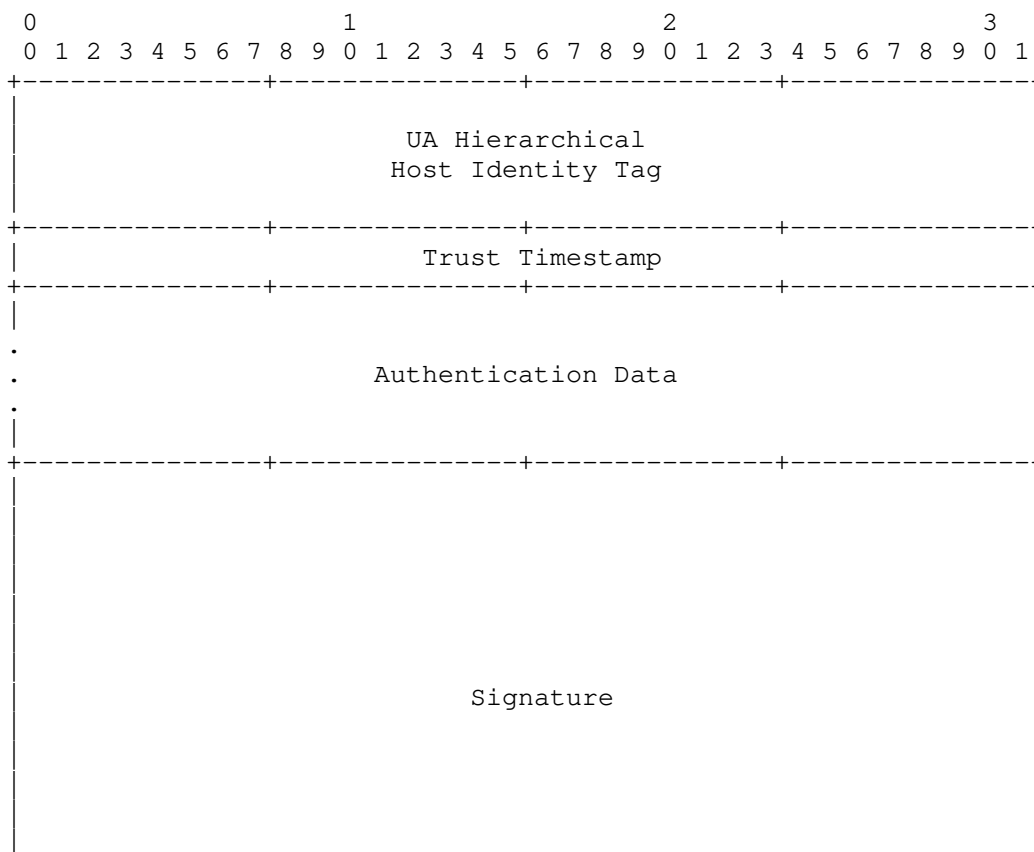 0                   1                   2                   3
0 1 2 3 4 5 6 7 8 9 0 1 2 3 4 5 6 7 8 9 0 1 2 3 4 5 6 7 8 9 0 1
+---------------+---------------+---------------+---------------
|
UA Hierarchical
Host Identity Tag
+---------------+---------------+---------------+---------------
| Trust Timestamp
+---------------+---------------+---------------+---------------
|
.
. Authentication Data
.
|
+---------------+---------------+---------------+---------------
|
Signature
|